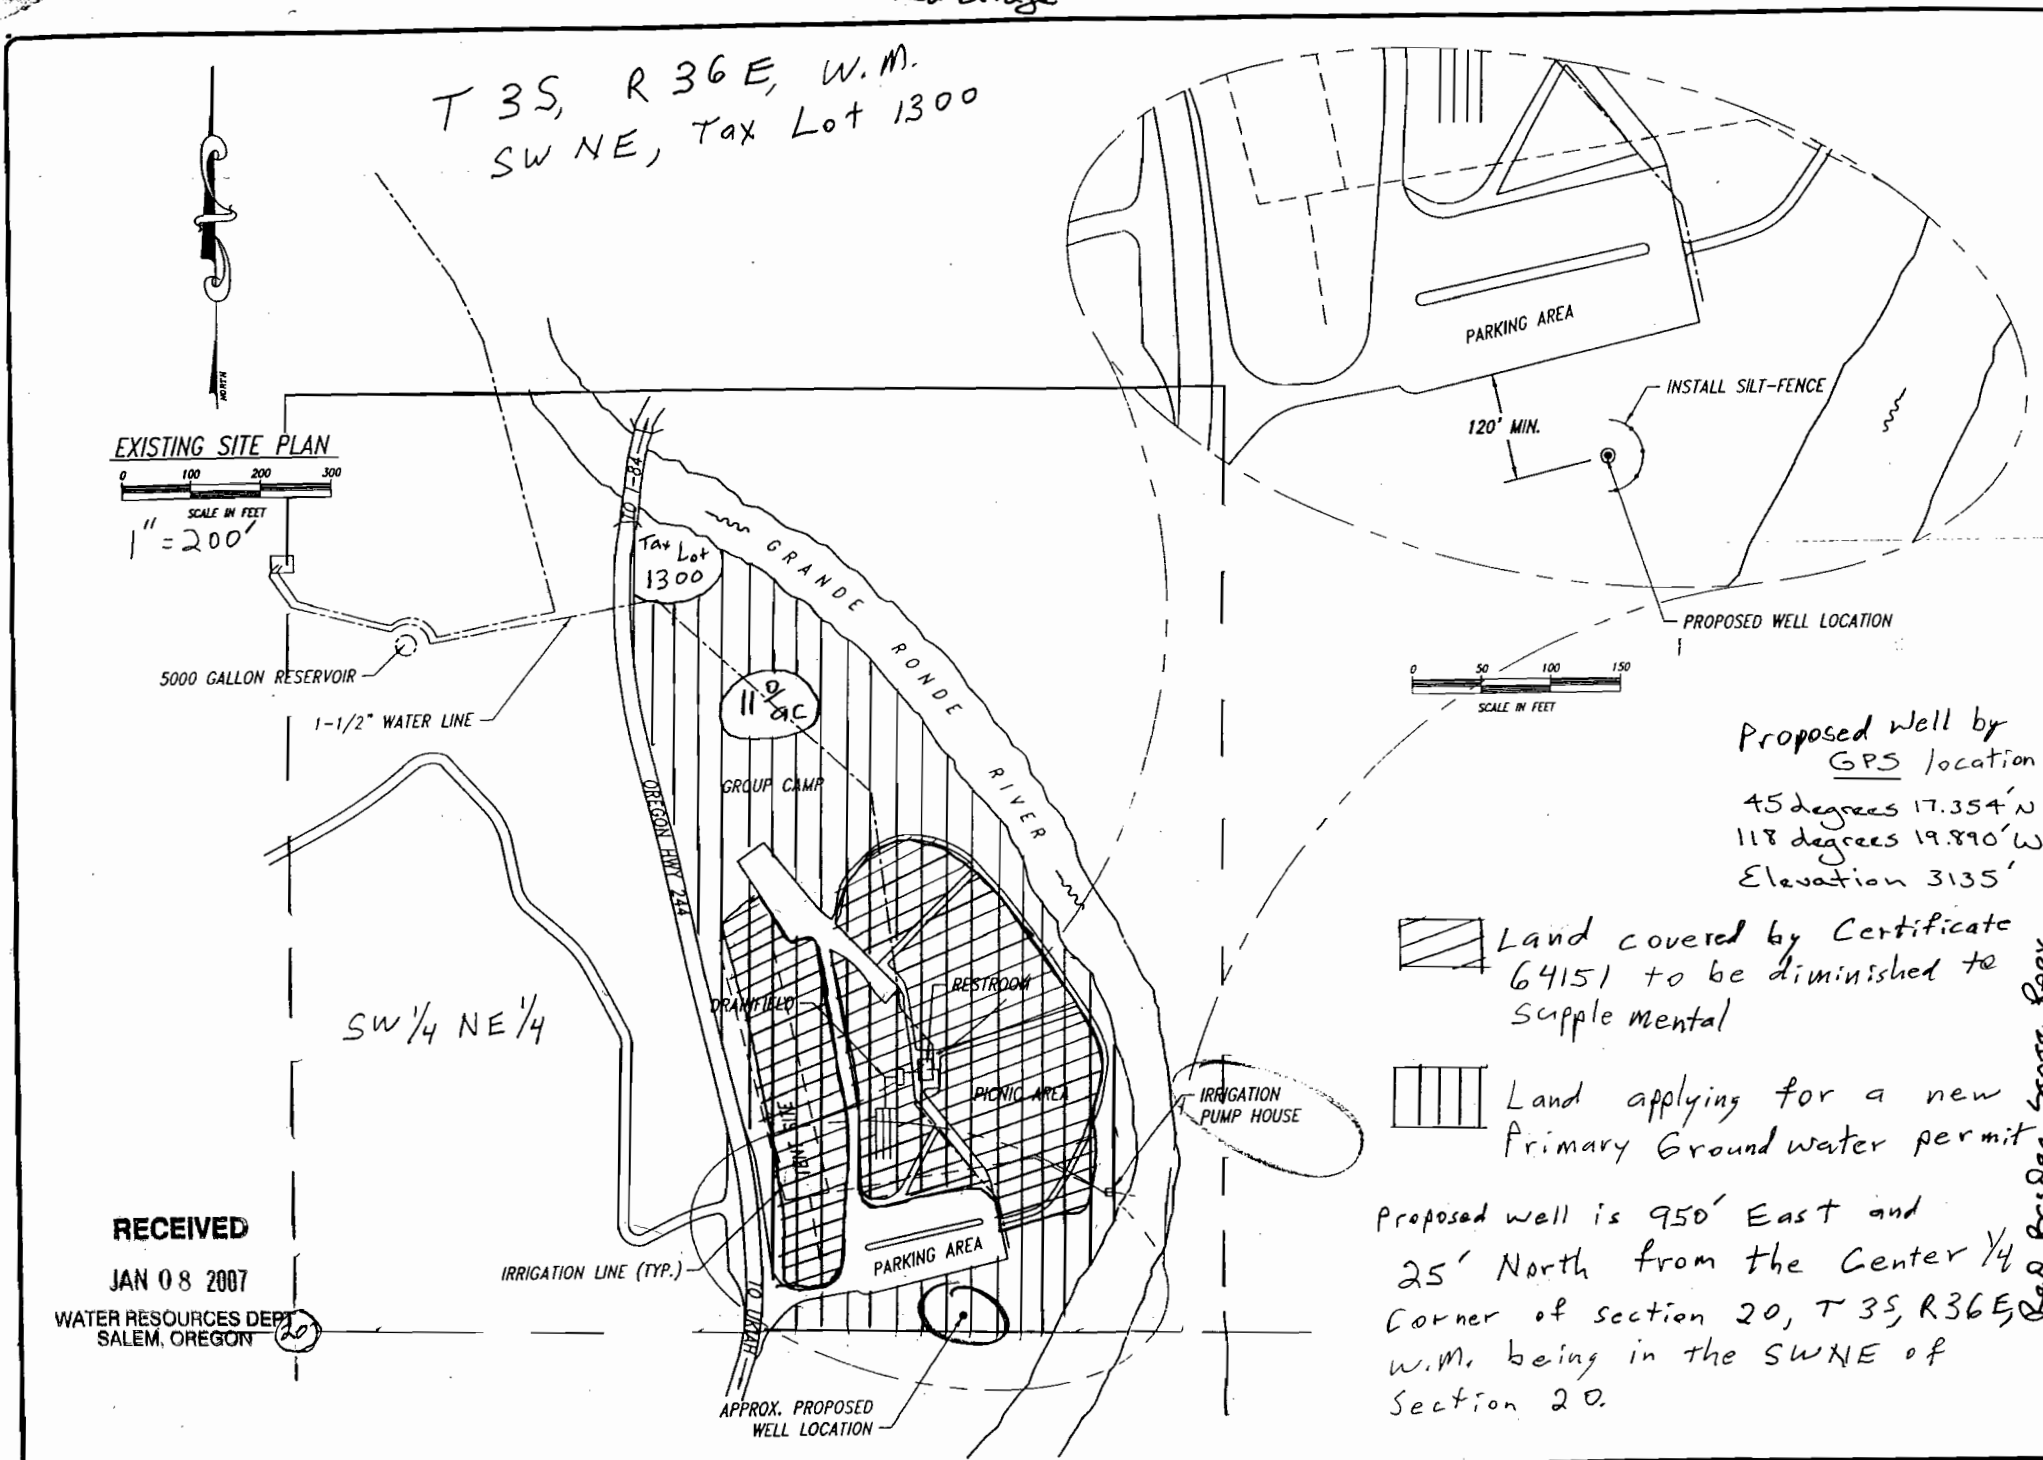 T 3S, R 36 E, W.M.
SW NE, Tax Lot 1300
NORTH
EXISTING SITE PLAN
0 100 200 300
SCALE IN FEET
1" = 200'
5000 GALLON RESERVOIR
1-1/2" WATER LINE
TO I-84
Tax Lot
1300
GRANDE RONDE RIVER
11.0/ac
GROUP CAMP
OREGON HWY 244
DRAINFIELD
RESTROOM
PICNIC AREA
TENT SITE
SW 1/4 NE 1/4
IRRIGATION
PUMP HOUSE
IRRIGATION LINE (TYP.)
PARKING AREA
TO UKIAH
APPROX. PROPOSED
WELL LOCATION
RECEIVED
JAN 08 2007
WATER RESOURCES DEPT
SALEM, OREGON
20
PARKING AREA
INSTALL SILT-FENCE
120' MIN.
PROPOSED WELL LOCATION
0 50 100 150
SCALE IN FEET
Proposed well by
GPS location
45 degrees 17.354' N
118 degrees 19.890' W
Elevation 3135'
Land covered by Certificate
64151 to be diminished to
supplemental
Land applying for a new
Primary Groundwater permit
Proposed well is 950' East and
25' North from the Center 1/4
Corner of section 20, T 3S, R36E,
W.M. being in the SWNE of
Section 20.